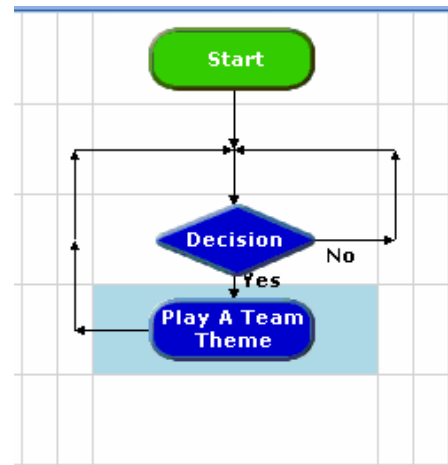 Start
Decision
No
Yes
Play A Team
Theme